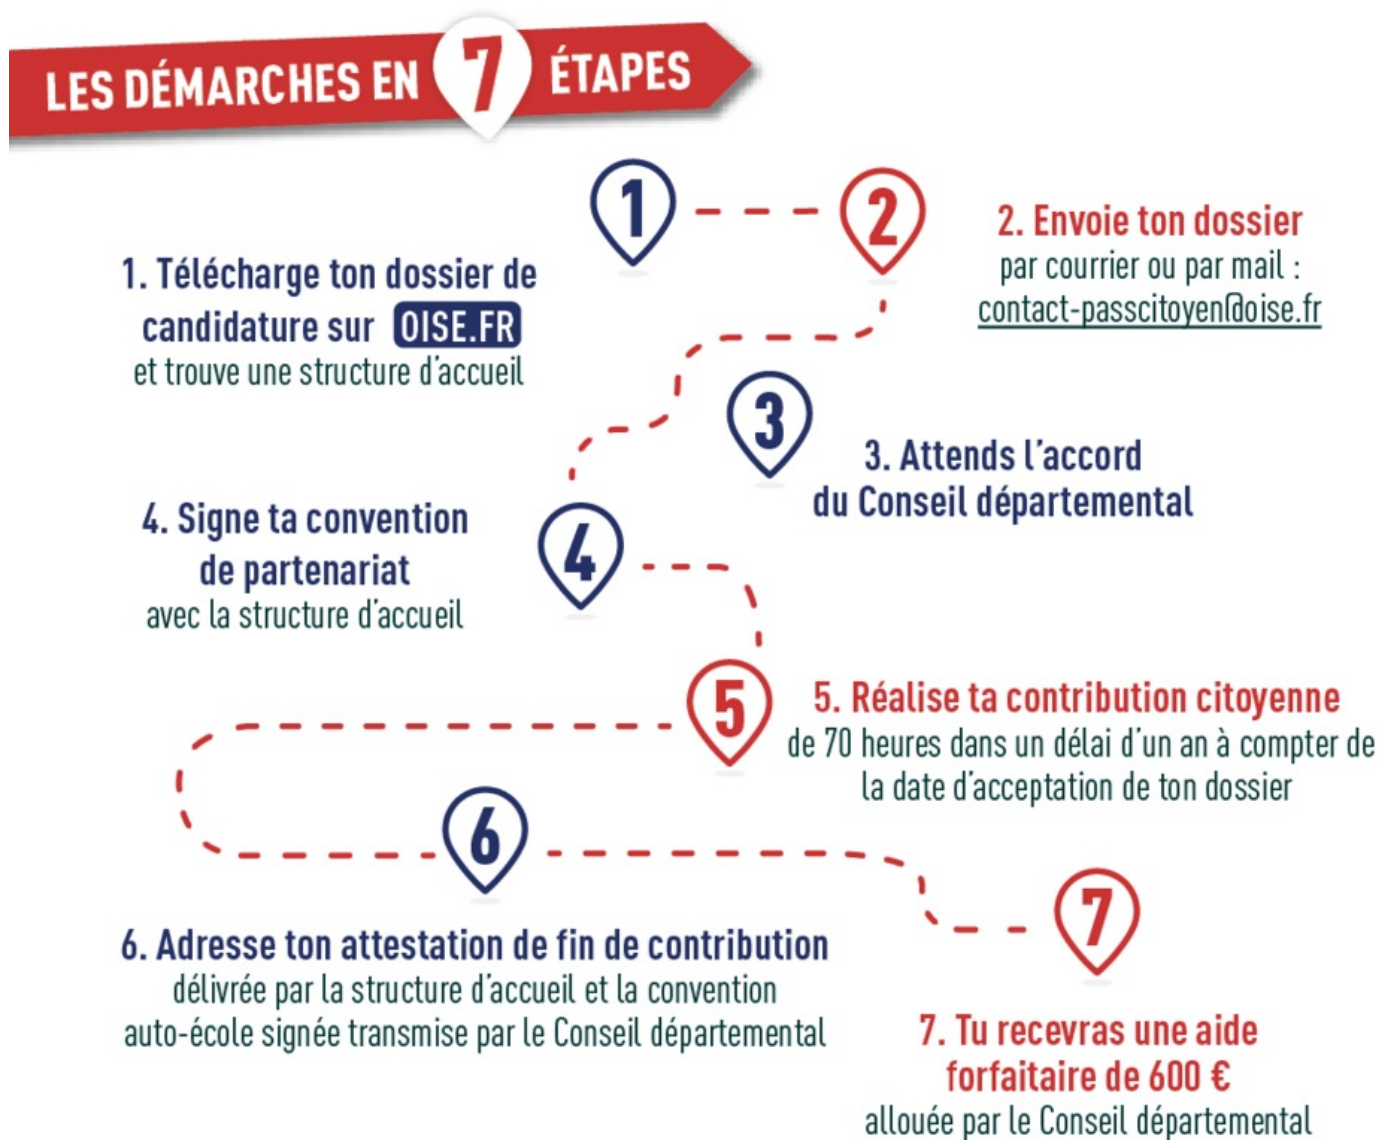 LES DÉMARCHES EN 7 ÉTAPES
1
2
1. Télécharge ton dossier de
candidature sur OISE.FR
et trouve une structure d'accueil
2. Envoie ton dossier
par courrier ou par mail :
contact-passcitoyen@oise.fr
3
3. Attends l'accord
du Conseil départemental
4
4. Signe ta convention
de partenariat
avec la structure d'accueil
5
5. Réalise ta contribution citoyenne
de 70 heures dans un délai d'un an à compter de
la date d'acceptation de ton dossier
6
6. Adresse ton attestation de fin de contribution
délivrée par la structure d'accueil et la convention
auto-école signée transmise par le Conseil départemental
7
7. Tu recevras une aide
forfaitaire de 600 €
allouée par le Conseil départemental